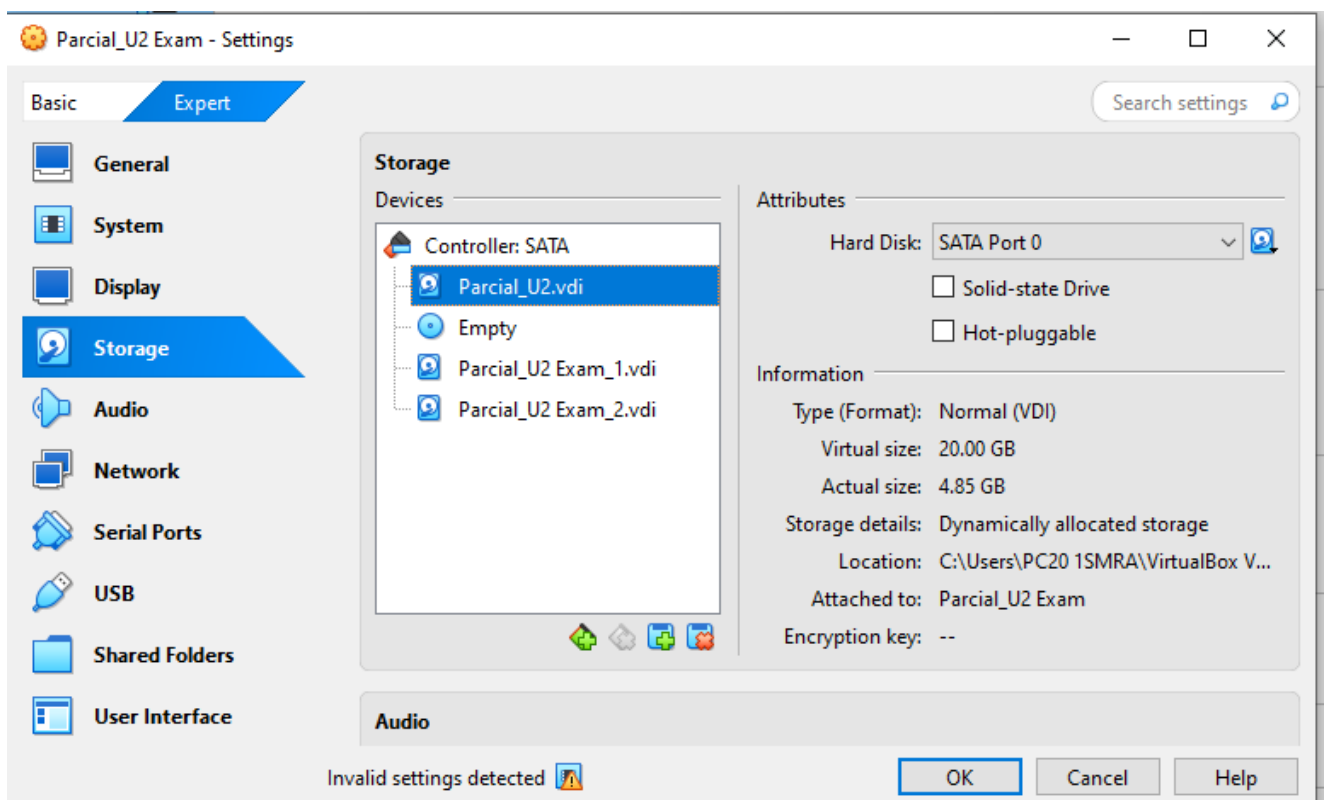 Parcial_U2 Exam - Settings
Basic
Expert
Search settings
General
System
Display
Storage
Audio
Network
Serial Ports
USB
Shared Folders
User Interface
Storage
Devices
Controller: SATA
Parcial_U2.vdi
Empty
Parcial_U2 Exam_1.vdi
Parcial_U2 Exam_2.vdi
Attributes
Hard Disk: SATA Port 0
Solid-state Drive
Hot-pluggable
Information
Type (Format): Normal (VDI)
Virtual size: 20.00 GB
Actual size: 4.85 GB
Storage details: Dynamically allocated storage
Location: C:\Users\PC20 1SMRA\VirtualBox V...
Attached to: Parcial_U2 Exam
Encryption key: --
Audio
Invalid settings detected
OK
Cancel
Help